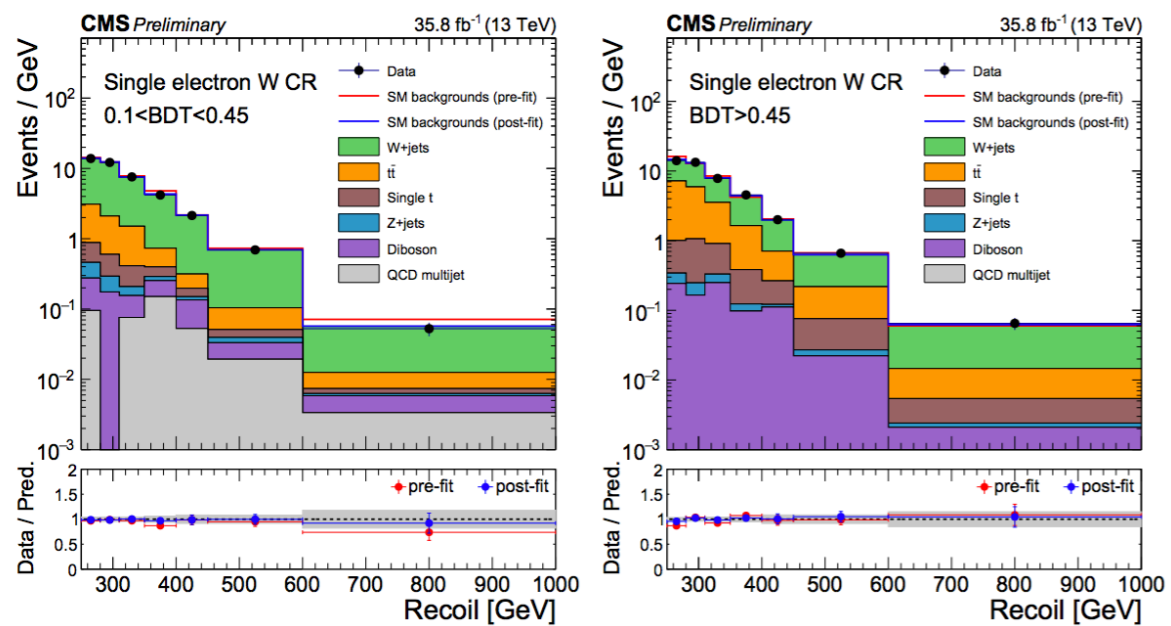 CMS Preliminary 35.8 fb⁻¹ (13 TeV)
Events / GeV
Single electron W CR
0.1<BDT<0.45
Data
SM backgrounds (pre-fit)
SM backgrounds (post-fit)
W+jets
tt̄
Single t
Z+jets
Diboson
QCD multijet
10²
10
1
10⁻¹
10⁻²
10⁻³
Data / Pred.
pre-fit post-fit
2
1.5
1
0.5
0
300 400 500 600 700 800 900 1000
Recoil [GeV]
CMS Preliminary 35.8 fb⁻¹ (13 TeV)
Events / GeV
Single electron W CR
BDT>0.45
Data
SM backgrounds (pre-fit)
SM backgrounds (post-fit)
W+jets
tt̄
Single t
Z+jets
Diboson
QCD multijet
10²
10
1
10⁻¹
10⁻²
10⁻³
Data / Pred.
pre-fit post-fit
2
1.5
1
0.5
0
300 400 500 600 700 800 900 1000
Recoil [GeV]